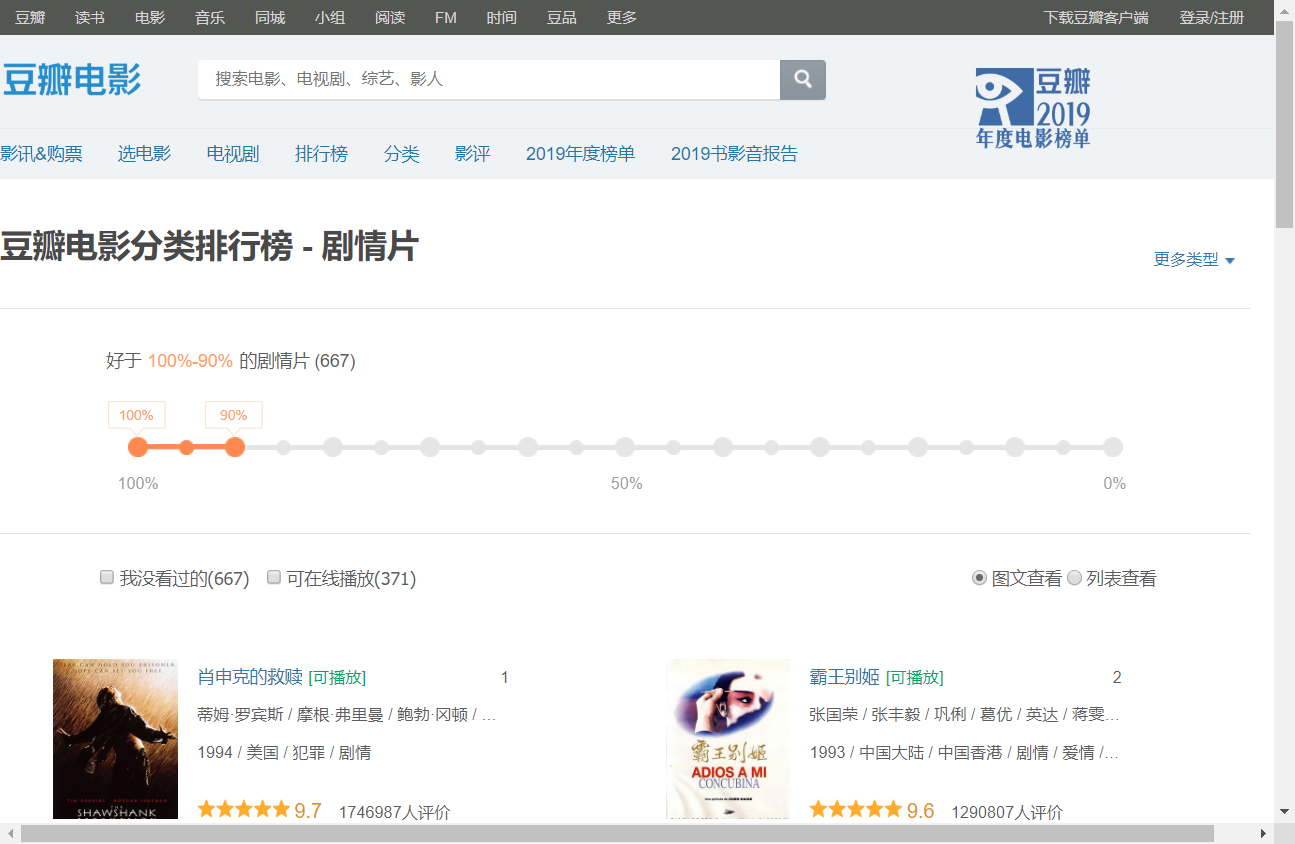 豆瓣 读书 电影 音乐 同城 小组 阅读 FM 时间 豆品 更多 下载豆瓣客户端 登录/注册
豆瓣电影
搜索电影、电视剧、综艺、影人
豆瓣
2019
年度电影榜单
影讯&购票 选电影 电视剧 排行榜 分类 影评 2019年度榜单 2019书影音报告
豆瓣电影分类排行榜 - 剧情片
更多类型
好于 100%-90% 的剧情片 (667)
100% 90%
100% 50% 0%
我没看过的(667) 可在线播放(371) 图文查看 列表查看
FEAR CAN HOLD YOU PRISONER
HOPE CAN SET YOU FREE.
TIM ROBBINS MORGAN FREEMAN
THE
SHAWSHANK
肖申克的救赎 [可播放] 1
蒂姆·罗宾斯 / 摩根·弗里曼 / 鲍勃·冈顿 / …
1994 / 美国 / 犯罪 / 剧情
9.7 1746987人评价
霸王别姬
ADIOS A MI
CONCUBINA
霸王别姬 [可播放] 2
张国荣 / 张丰毅 / 巩俐 / 葛优 / 英达 / 蒋雯…
1993 / 中国大陆 / 中国香港 / 剧情 / 爱情 /…
9.6 1290807人评价